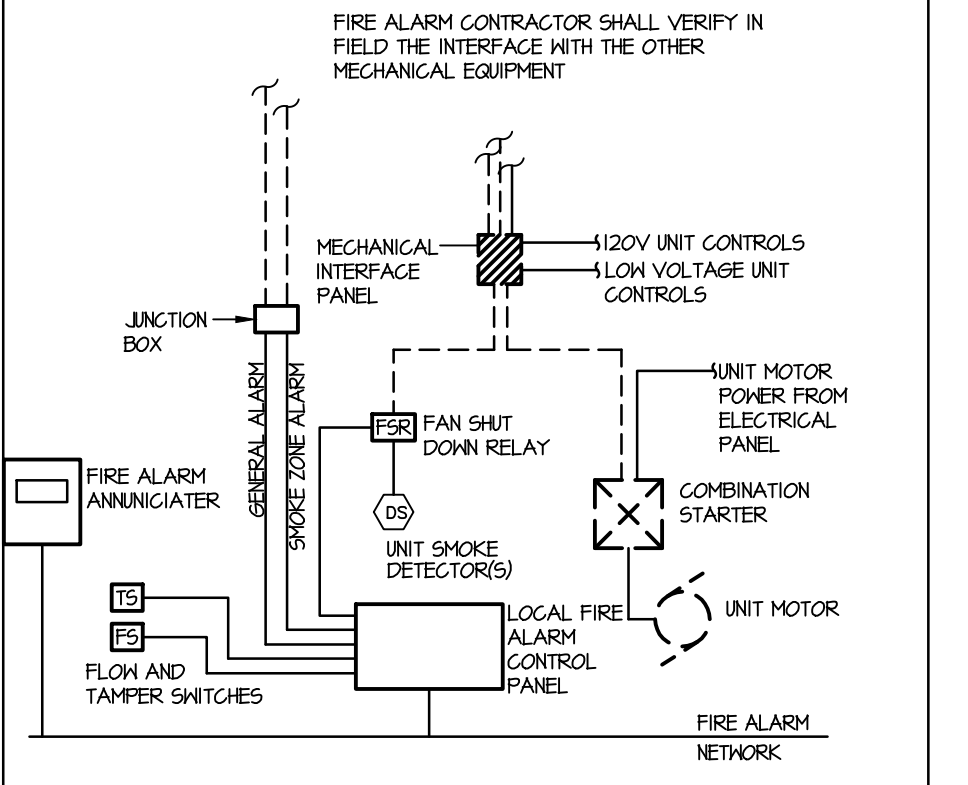 FIRE ALARM CONTRACTOR SHALL VERIFY IN
FIELD THE INTERFACE WITH THE OTHER
MECHANICAL EQUIPMENT
MECHANICAL
INTERFACE
PANEL
120V UNIT CONTROLS
LOW VOLTAGE UNIT
CONTROLS
JUNCTION
BOX
GENERAL ALARM
SMOKE ZONE ALARM
UNIT MOTOR
POWER FROM
ELECTRICAL
PANEL
FSR
FAN SHUT
DOWN RELAY
FIRE ALARM
ANNUNICIATER
COMBINATION
STARTER
DS
UNIT SMOKE
DETECTOR(S)
TS
FS
FLOW AND
TAMPER SWITCHES
LOCAL FIRE
ALARM
CONTROL
PANEL
UNIT MOTOR
FIRE ALARM
NETWORK